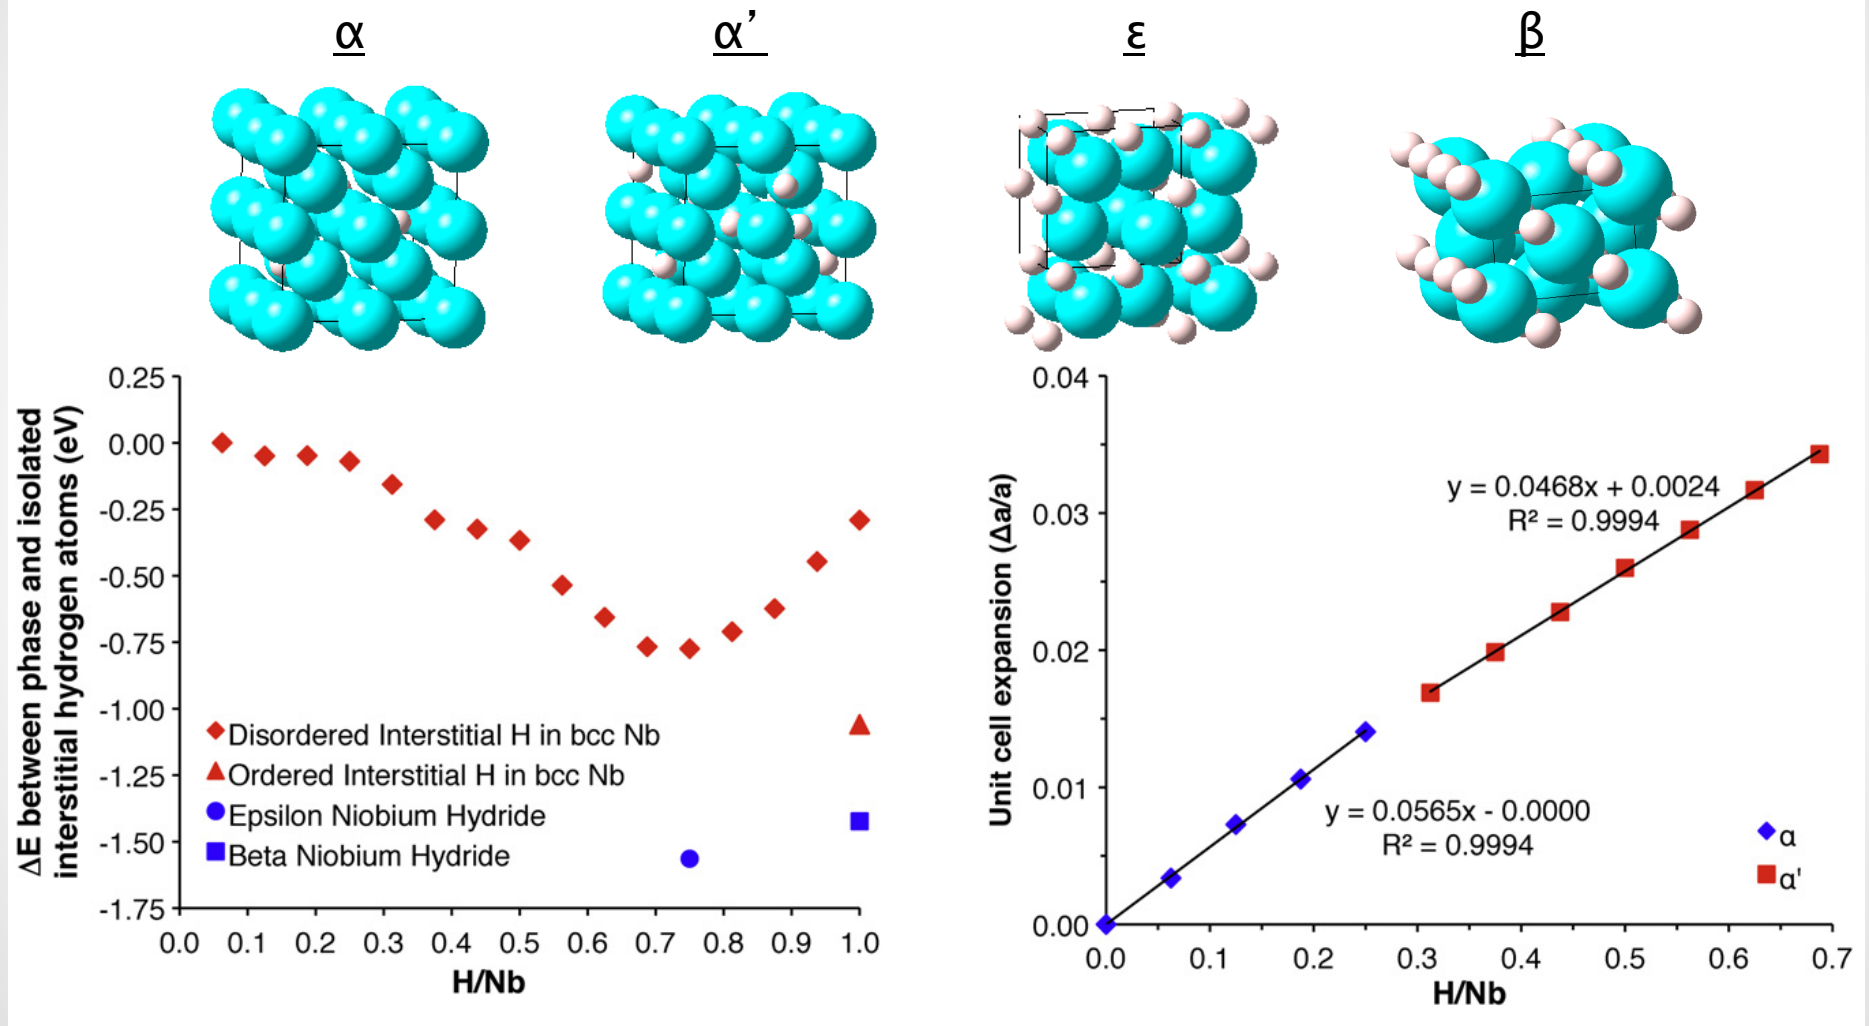 α
α’
ε
β
ΔE between phase and isolated
interstitial hydrogen atoms (eV)
0.25
0.00
-0.25
-0.50
-0.75
-1.00
-1.25
-1.50
-1.75
Disordered Interstitial H in bcc Nb
Ordered Interstitial H in bcc Nb
Epsilon Niobium Hydride
Beta Niobium Hydride
0.0 0.1 0.2 0.3 0.4 0.5 0.6 0.7 0.8 0.9 1.0
H/Nb
Unit cell expansion (Δa/a)
0.04
0.03
0.02
0.01
0.00
y = 0.0468x + 0.0024
R² = 0.9994
y = 0.0565x - 0.0000
R² = 0.9994
α
α'
0.0 0.1 0.2 0.3 0.4 0.5 0.6 0.7
H/Nb